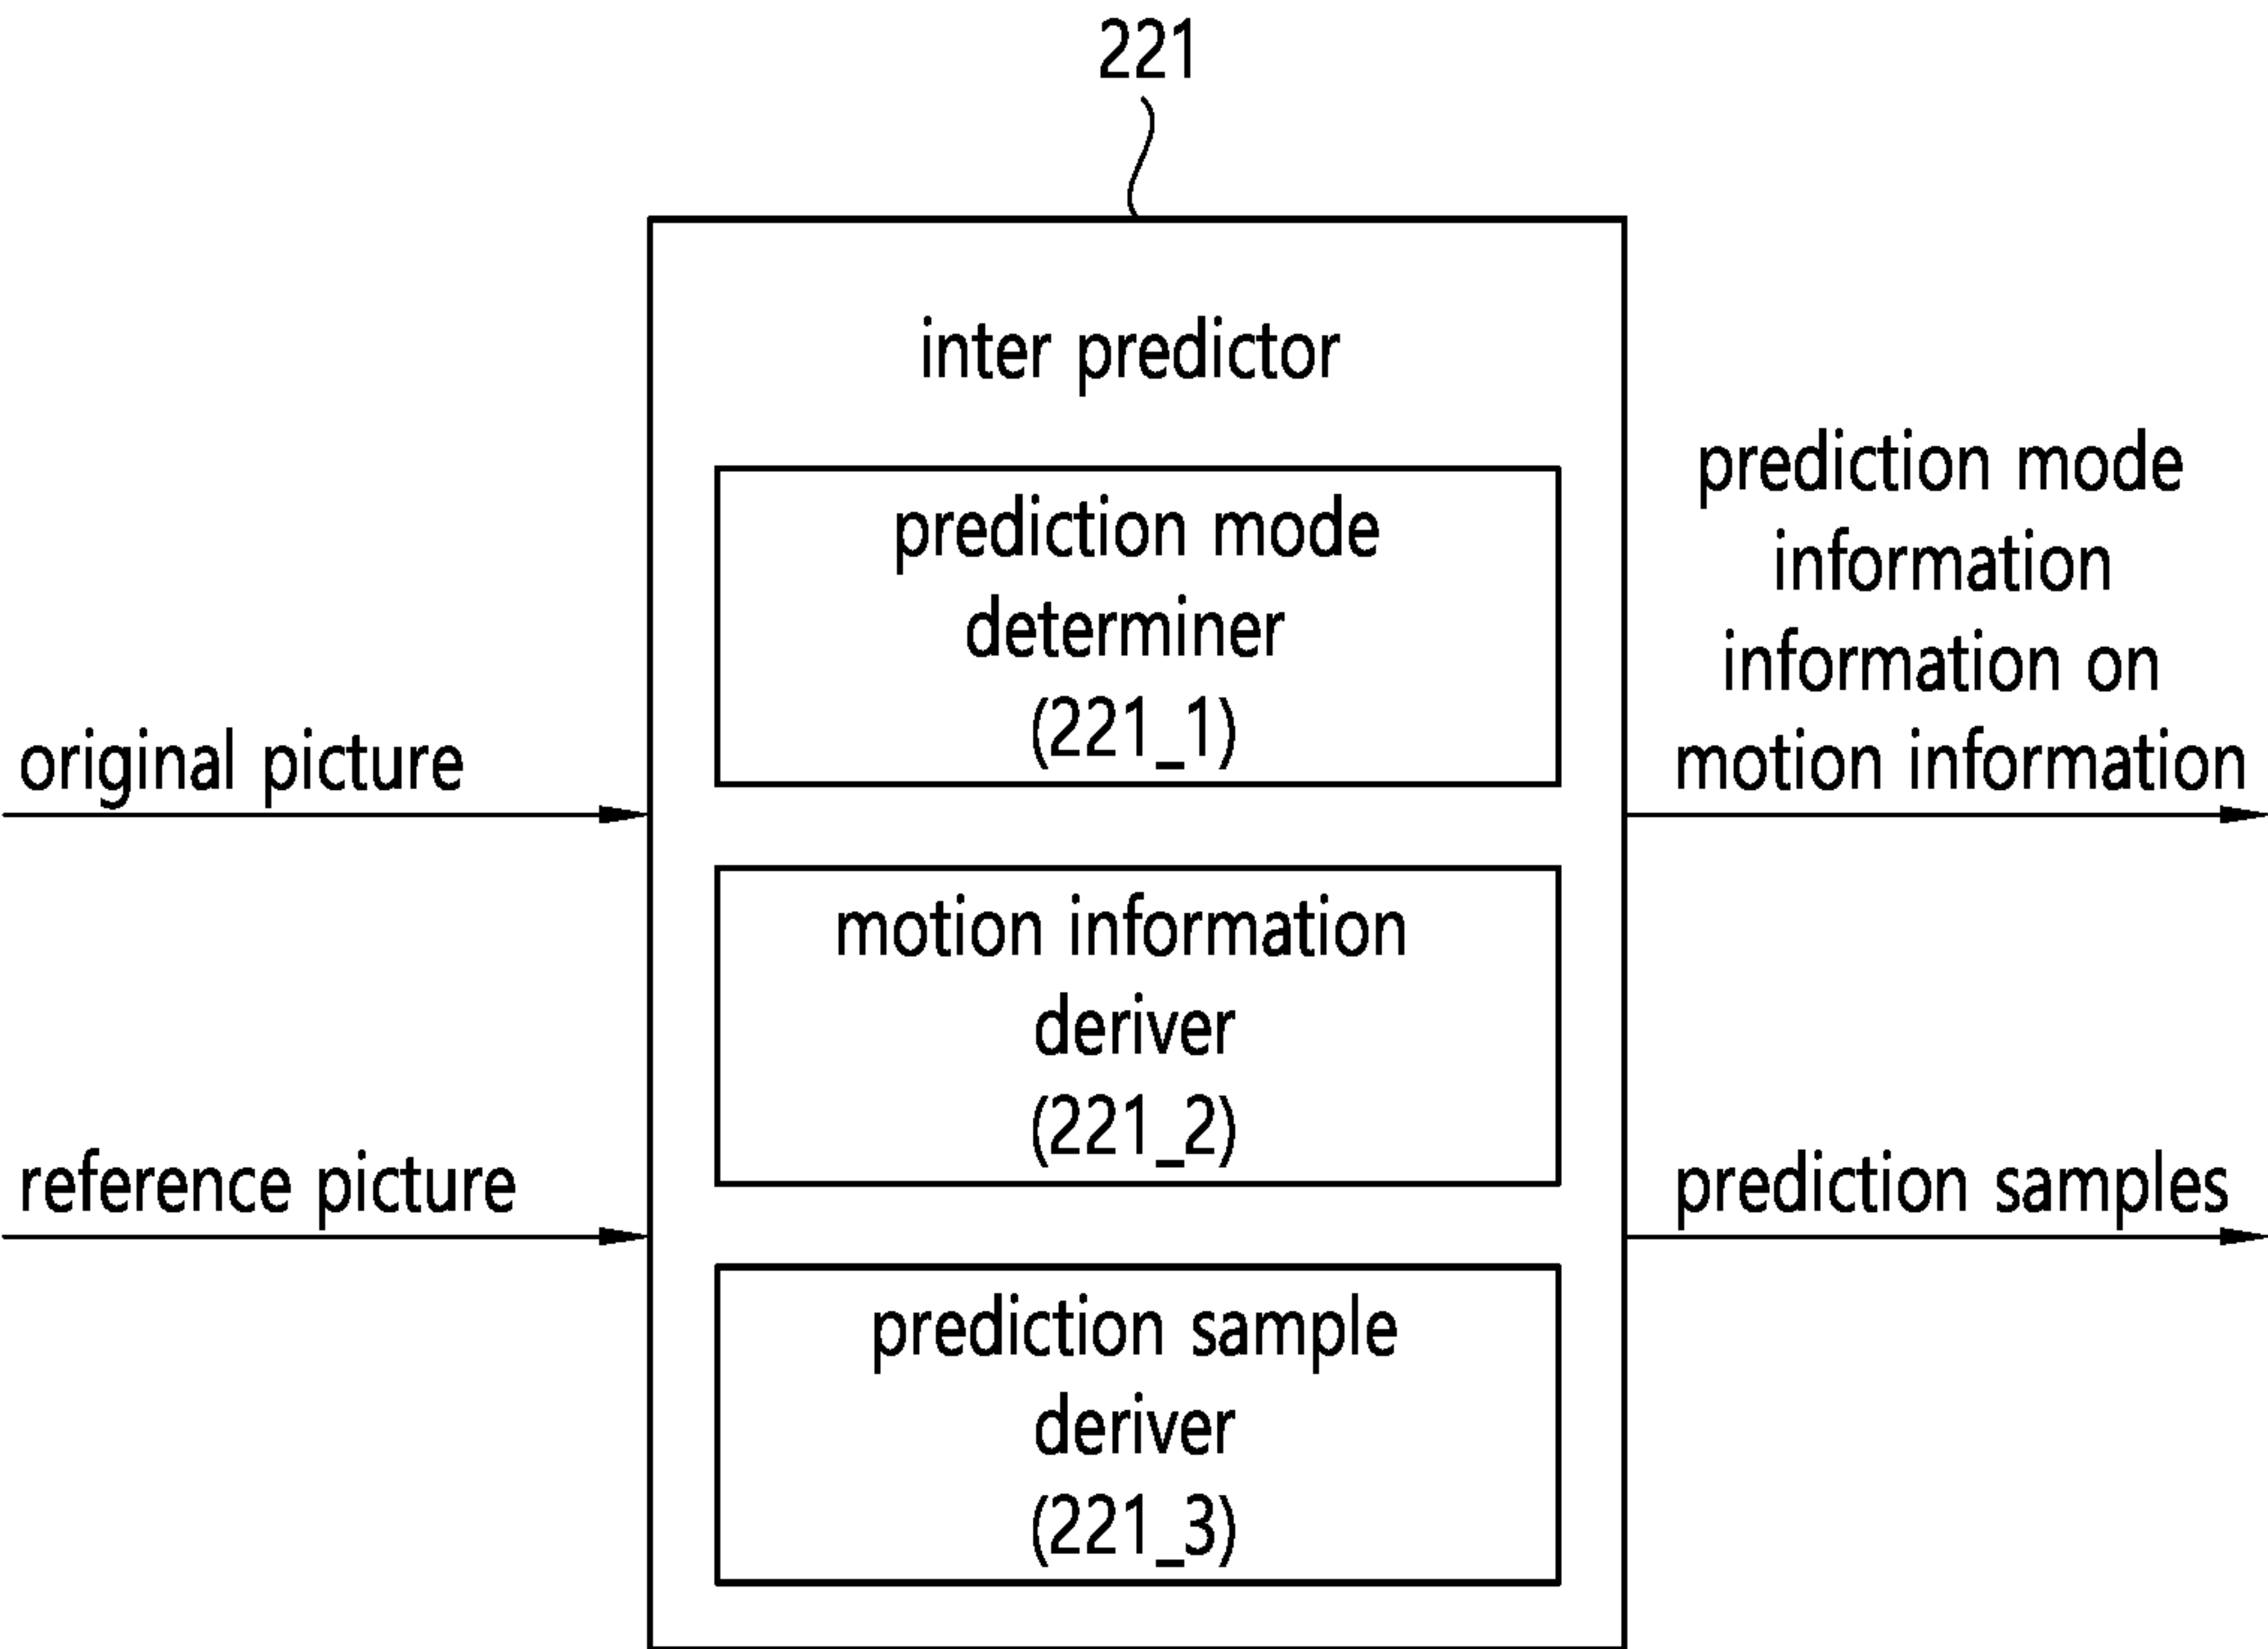 221
inter predictor
prediction mode
determiner
(221_1)
motion information
deriver
(221_2)
prediction sample
deriver
(221_3)
original picture
reference picture
prediction mode
information
information on
motion information
prediction samples